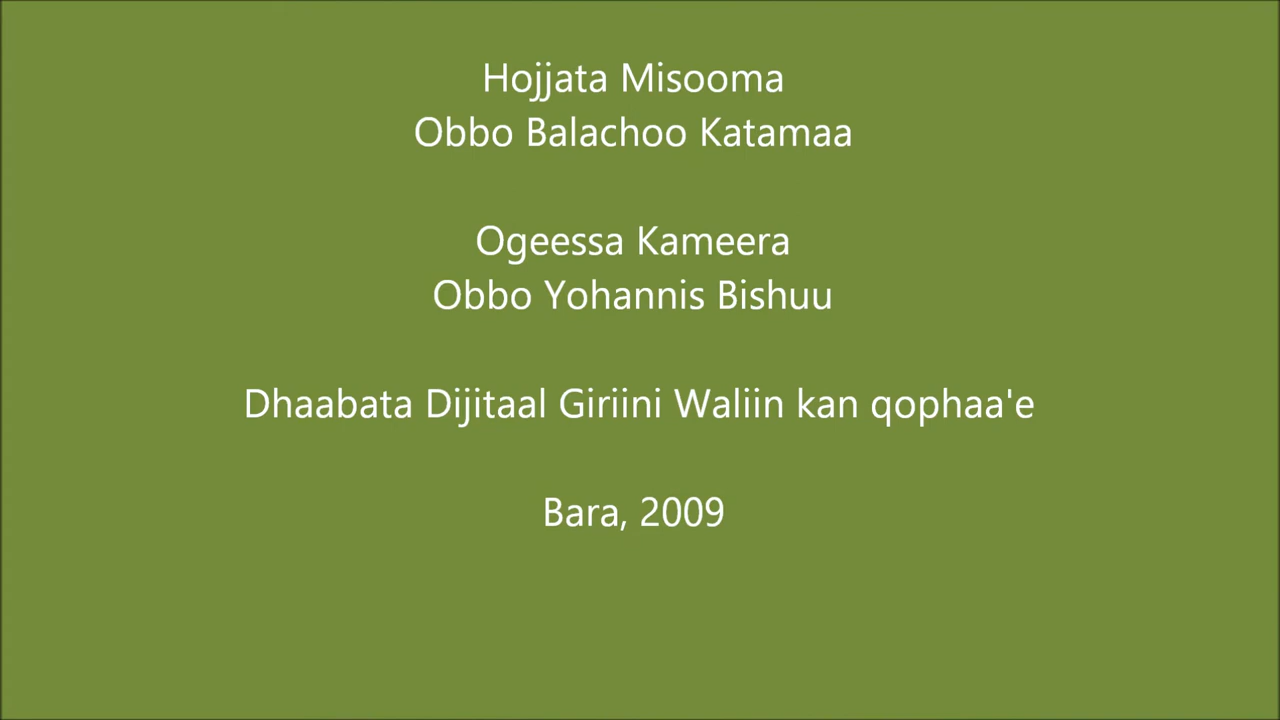 Hojjata Misooma
Obbo Balachoo Katamaa
Ogeessa Kameera
Obbo Yohannis Bishuu
Dhaabata Dijitaal Giriini Waliin kan qophaa'e
Bara, 2009